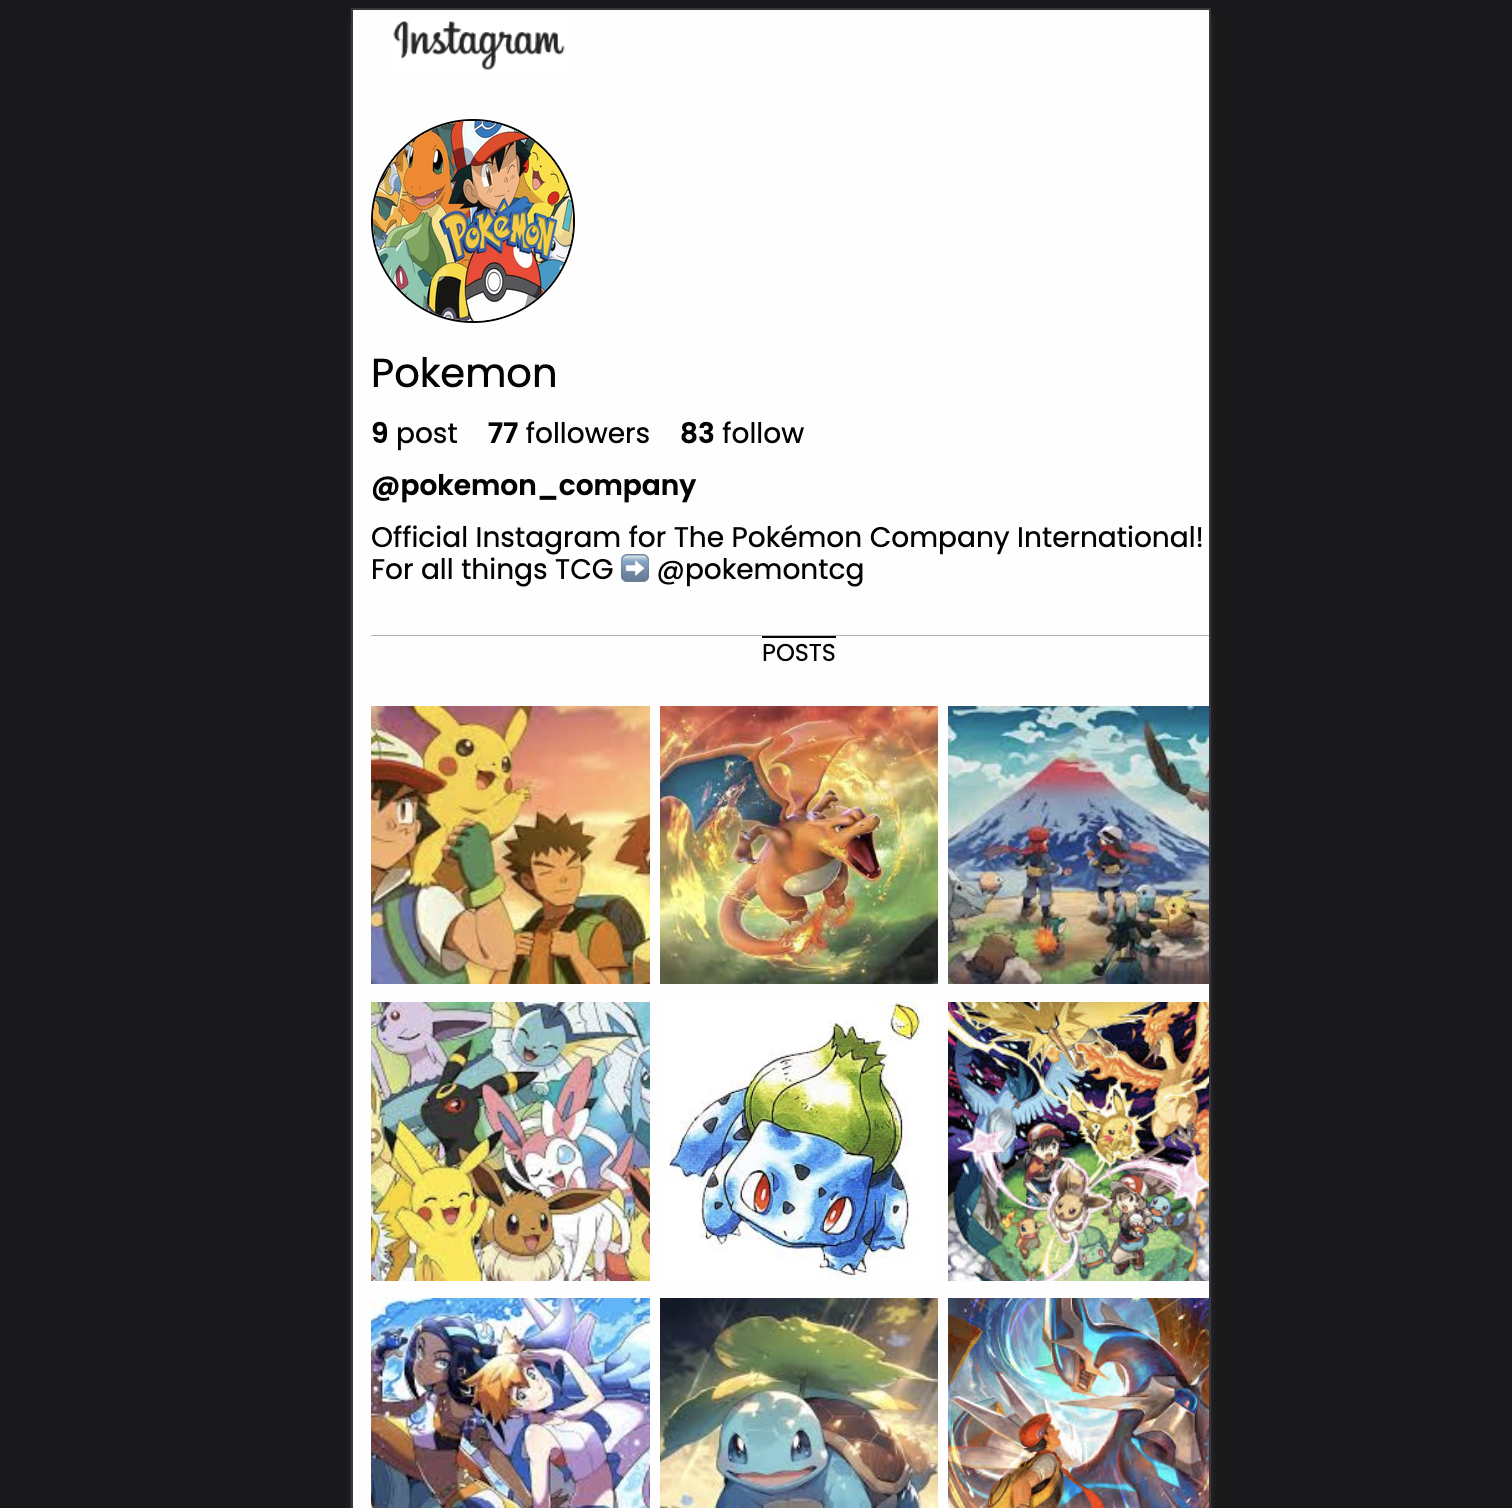 Instagram
POKéMON
Pokemon
9 post 77 followers 83 follow
@pokemon_company
Official Instagram for The Pokémon Company International!
For all things TCG ➡️ @pokemontcg
POSTS